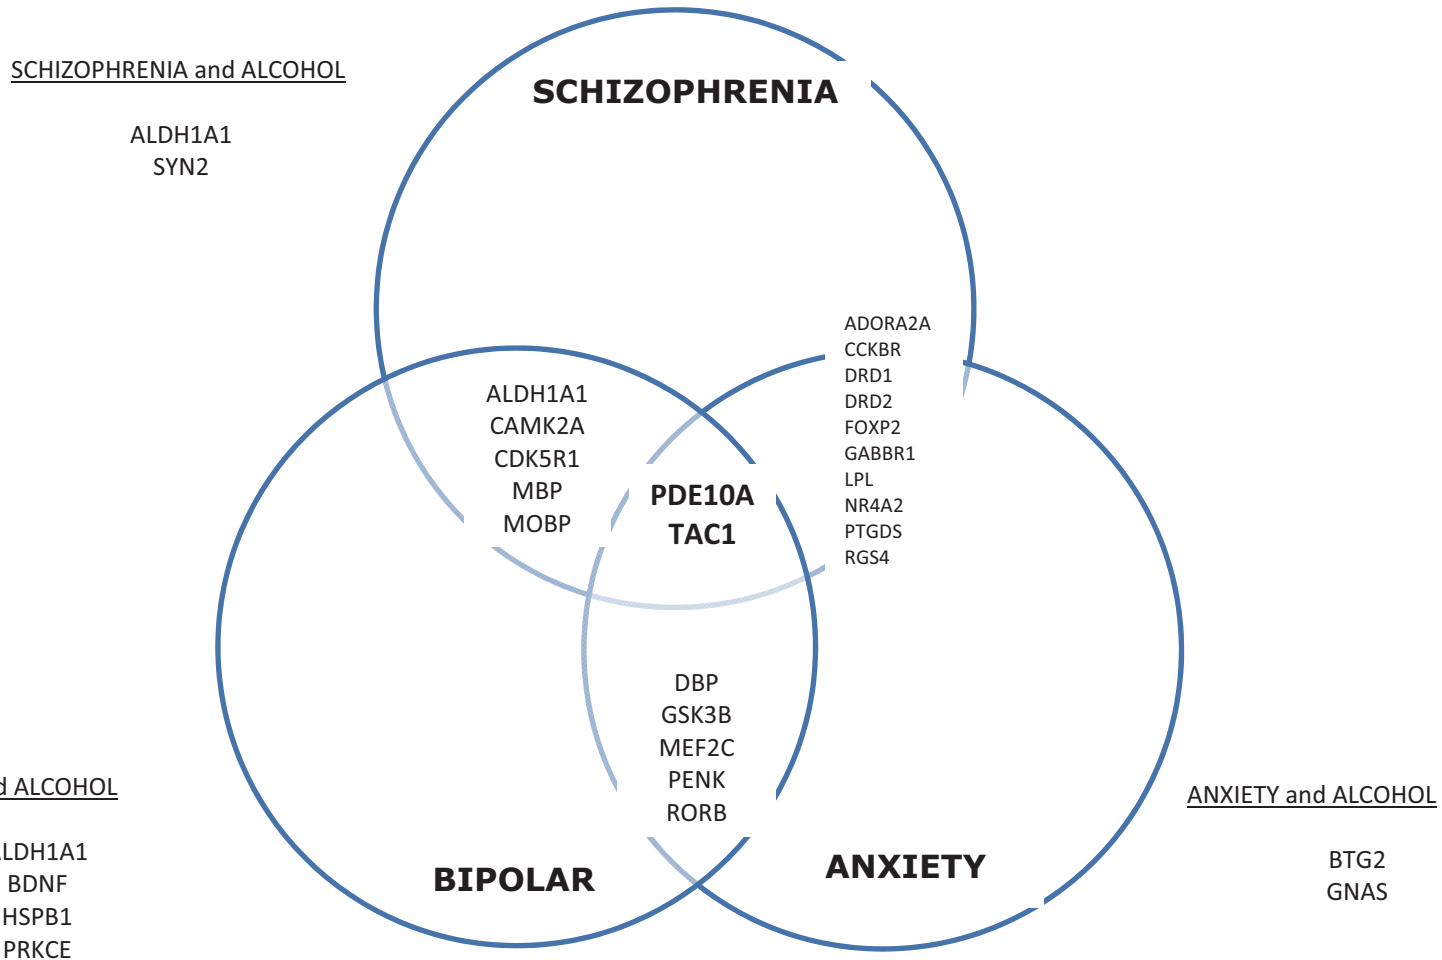 SCHIZOPHRENIA and ALCOHOL
ALDH1A1
SYN2
SCHIZOPHRENIA
ADORA2A
CCKBR
DRD1
DRD2
FOXP2
GABBR1
LPL
NR4A2
PTGDS
RGS4
ALDH1A1
CAMK2A
CDK5R1
MBP
MOBP
PDE10A
TAC1
DBP
GSK3B
MEF2C
PENK
RORB
BIPOLAR
ANXIETY
ALCOHOL
LDH1A1
BDNF
HSPB1
PRKCE
ANXIETY and ALCOHOL
BTG2
GNAS